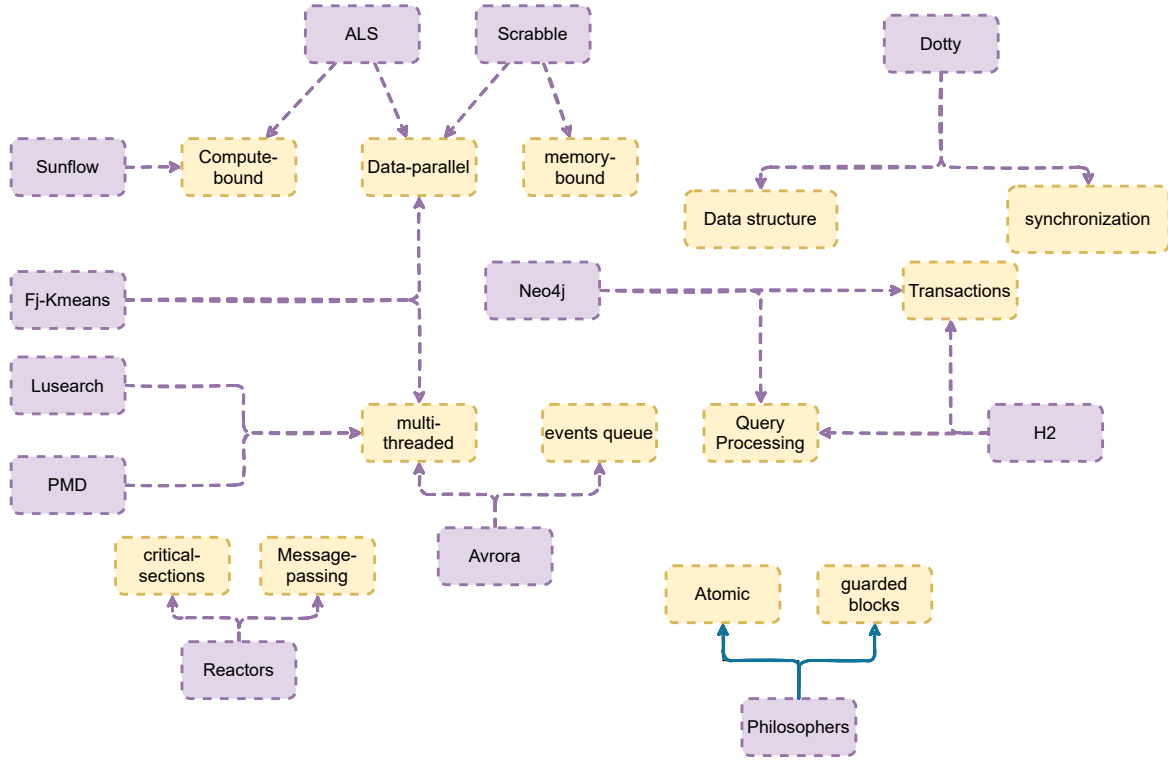 ALS
Scrabble
Dotty
Sunflow
Compute-
bound
Data-parallel
memory-
bound
Data structure
synchronization
Fj-Kmeans
Neo4j
Transactions
Lusearch
multi-
threaded
events queue
Query
Processing
H2
PMD
Avrora
critical-
sections
Message-
passing
Atomic
guarded
blocks
Reactors
Philosophers